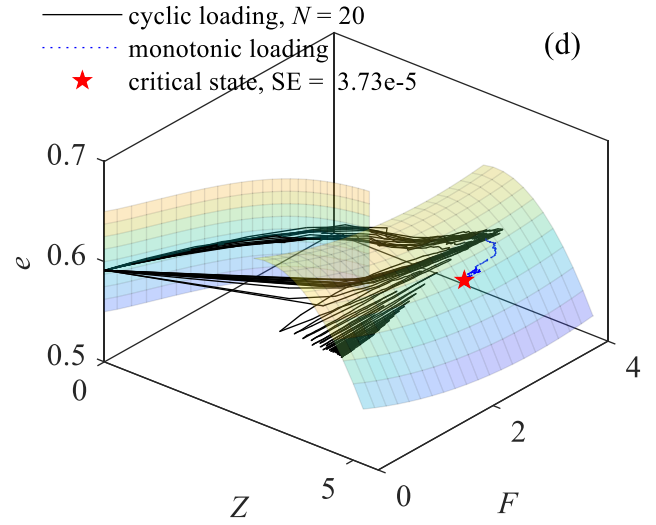 cyclic loading, N = 20
monotonic loading
critical state, SE = 3.73e-5
(d)
0.7
0.6
0.5
e
0
5
Z
0
2
4
F